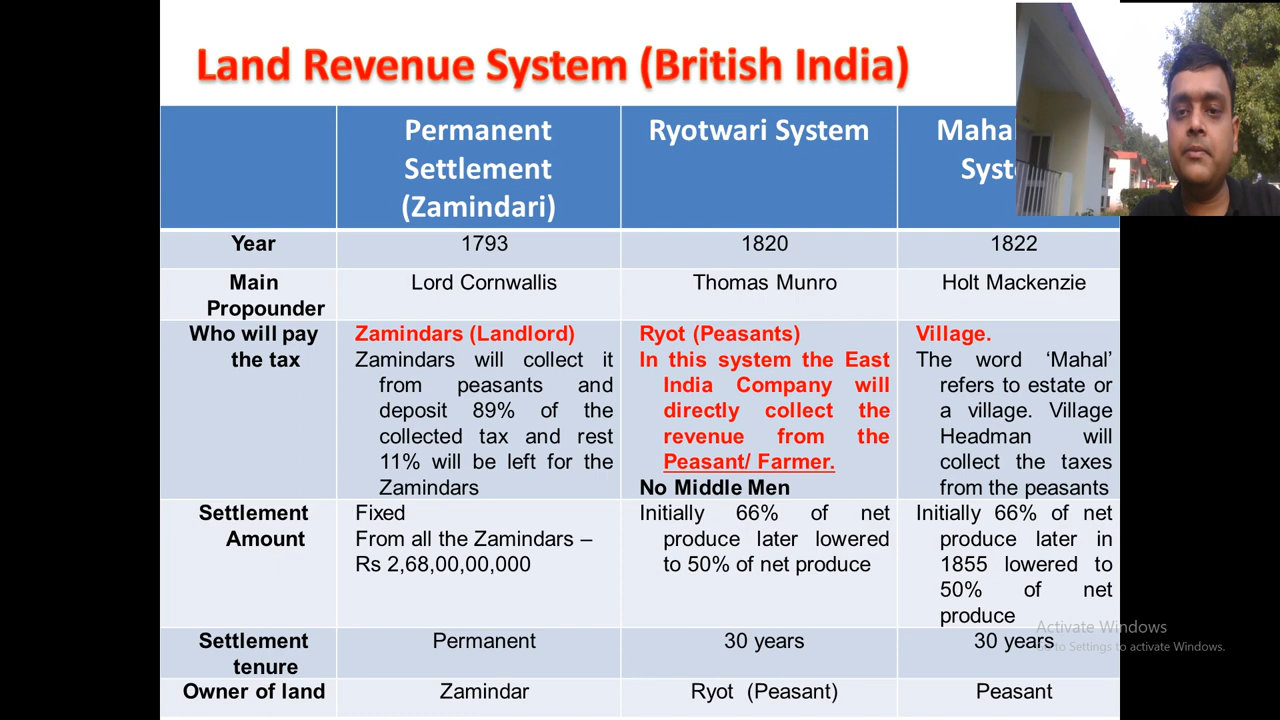 Land Revenue System (British India)
Permanent
Settlement
(Zamindari)
Ryotwari System
Year
1793
1820
1822
Main
Propounder
Lord Cornwallis
Thomas Munro
Holt Mackenzie
Who will pay
the tax
Zamindars (Landlord)
Zamindars will collect it
from peasants and
deposit 89% of the
collected tax and rest
11% will be left for the
Zamindars
Ryot (Peasants)
In this system the East
India Company will
directly collect the
revenue from the
Peasant/ Farmer.
No Middle Men
Village.
The word ‘Mahal’
refers to estate or
a village. Village
Headman will
collect the taxes
from the peasants
Settlement
Amount
Fixed
From all the Zamindars –
Rs 2,68,00,00,000
Initially 66% of net
produce later lowered
to 50% of net produce
Initially 66% of net
produce later in
1855 lowered to
50% of net
produce
Settlement
tenure
Permanent
30 years
30 years
Owner of land
Zamindar
Ryot (Peasant)
Peasant
Activate Windows
Go to Settings to activate Windows.